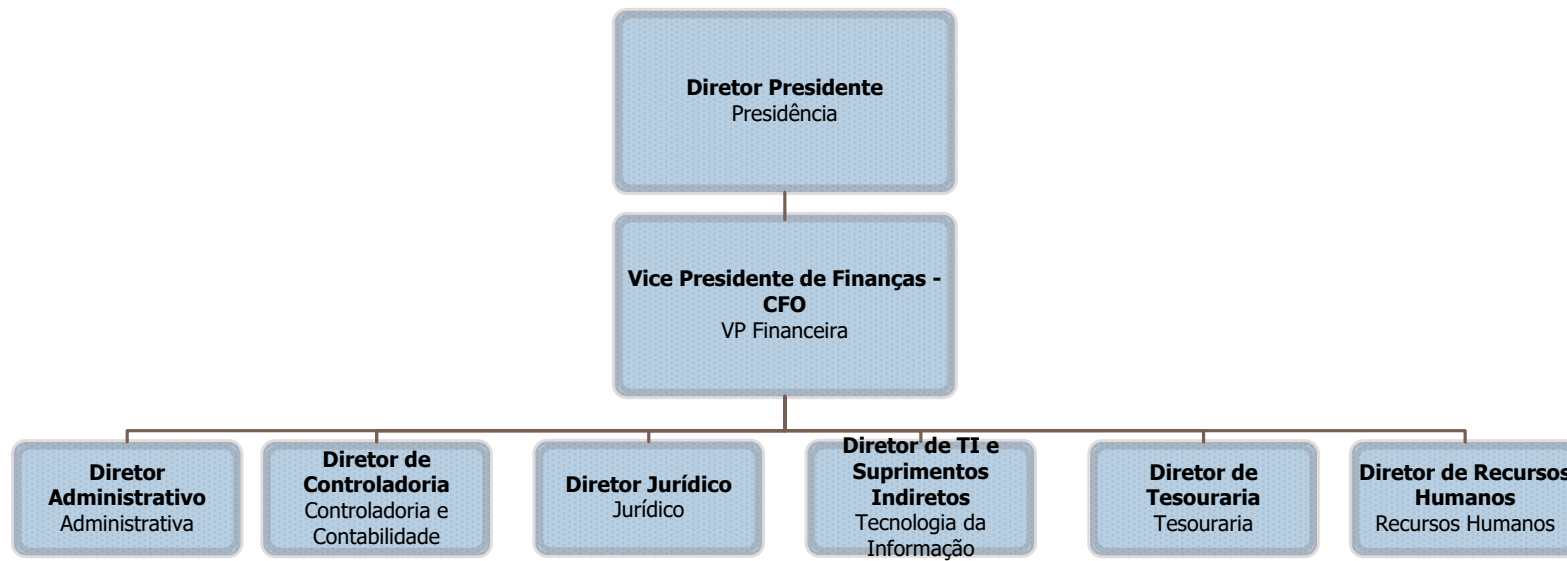 Diretor Presidente
Presidência
Vice Presidente de Finanças -
CFO
VP Financeira
Diretor
Administrativo
Administrativa
Diretor de
Controladoria
Controladoria e
Contabilidade
Diretor Jurídico
Jurídico
Diretor de TI e
Suprimentos
Indiretos
Tecnologia da
Informação
Diretor de
Tesouraria
Tesouraria
Diretor de Recursos
Humanos
Recursos Humanos